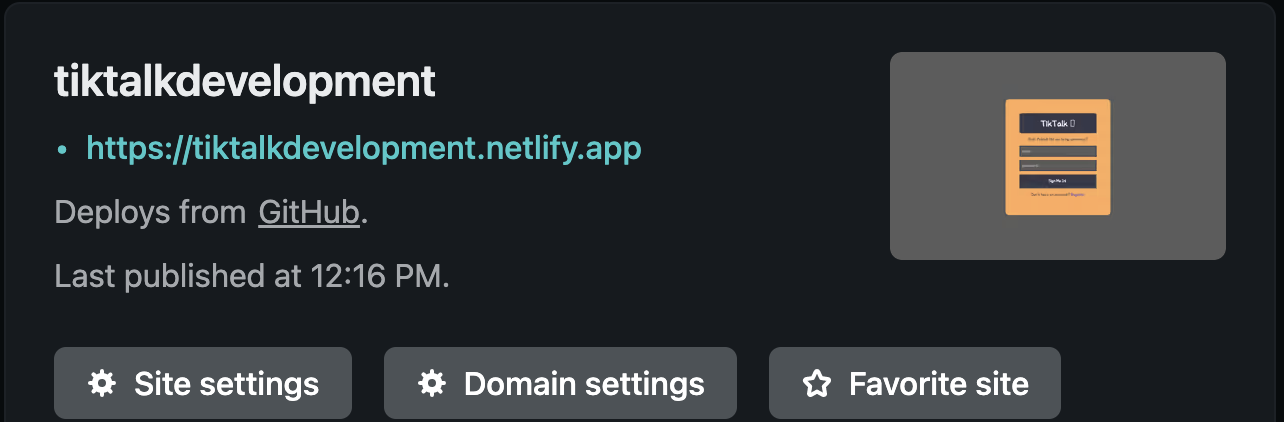 tiktalkdevelopment
• https://tiktalkdevelopment.netlify.app
Deploys from GitHub.
Last published at 12:16 PM.
Site settings
Domain settings
Favorite site
TikTalk
Sign Me In